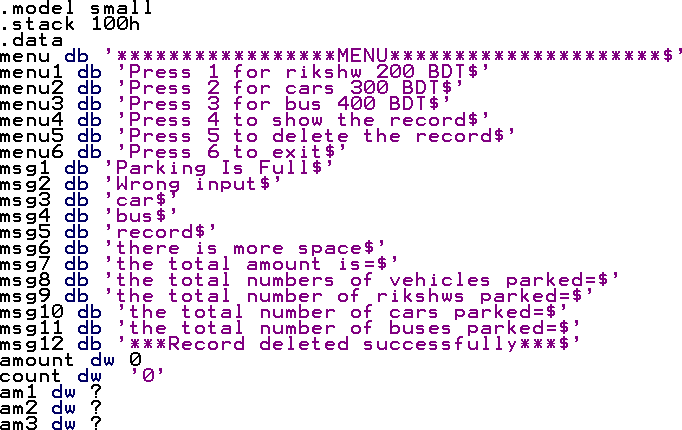 .model small
.stack 100h
.data
menu db '*****************MENU*********************$'
menu1 db 'Press 1 for rikshw 200 BDT$'
menu2 db 'Press 2 for cars 300 BDT$'
menu3 db 'Press 3 for bus 400 BDT$'
menu4 db 'Press 4 to show the record$'
menu5 db 'Press 5 to delete the record$'
menu6 db 'Press 6 to exit$'
msg1 db 'Parking Is Full$'
msg2 db 'Wrong input$'
msg3 db 'car$'
msg4 db 'bus$'
msg5 db 'record$'
msg6 db 'there is more space$'
msg7 db 'the total amount is=$'
msg8 db 'the total numbers of vehicles parked=$'
msg9 db 'the total number of rikshws parked=$'
msg10 db 'the total number of cars parked=$'
msg11 db 'the total number of buses parked=$'
msg12 db '***Record deleted successfully***$'
amount dw 0
count dw  '0'
am1 dw ?
am2 dw ?
am3 dw ?